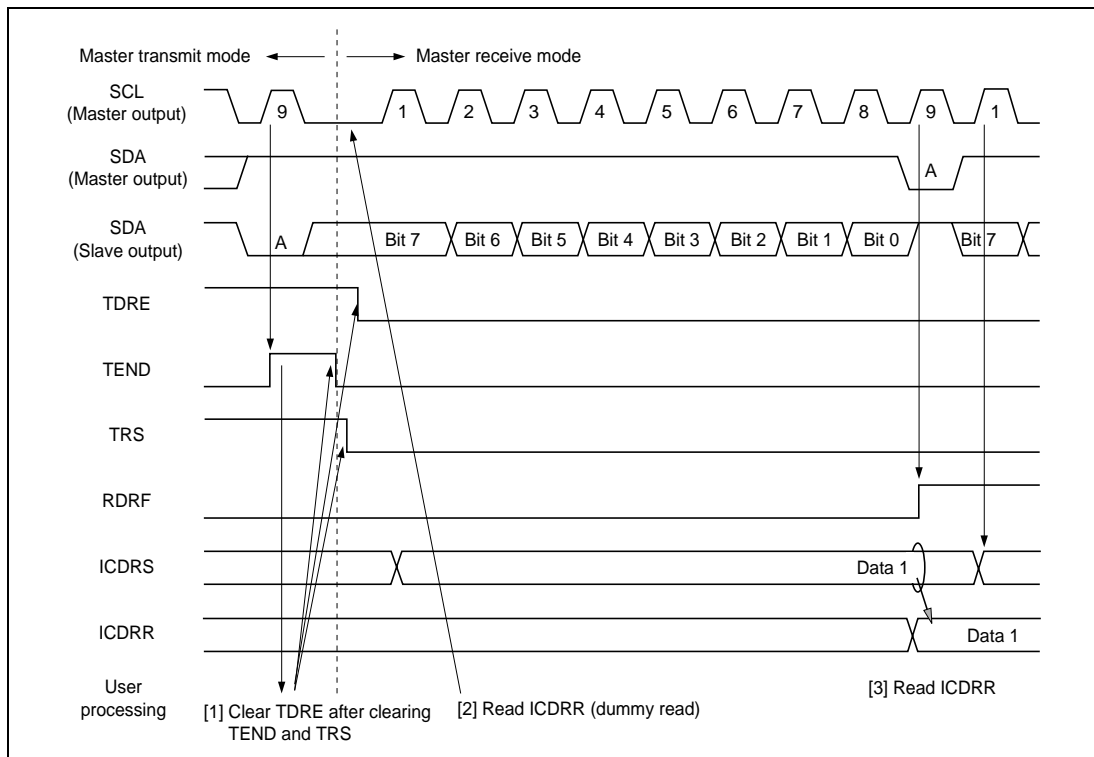 Master transmit mode
Master receive mode
SCL
(Master output)
9
1
2
3
4
5
6
7
8
9
1
SDA
(Master output)
A
SDA
(Slave output)
A
Bit 7
Bit 6
Bit 5
Bit 4
Bit 3
Bit 2
Bit 1
Bit 0
Bit 7
TDRE
TEND
TRS
RDRF
ICDRS
Data 1
ICDRR
Data 1
User
processing
[1] Clear TDRE after clearing
TEND and TRS
[2] Read ICDRR (dummy read)
[3] Read ICDRR